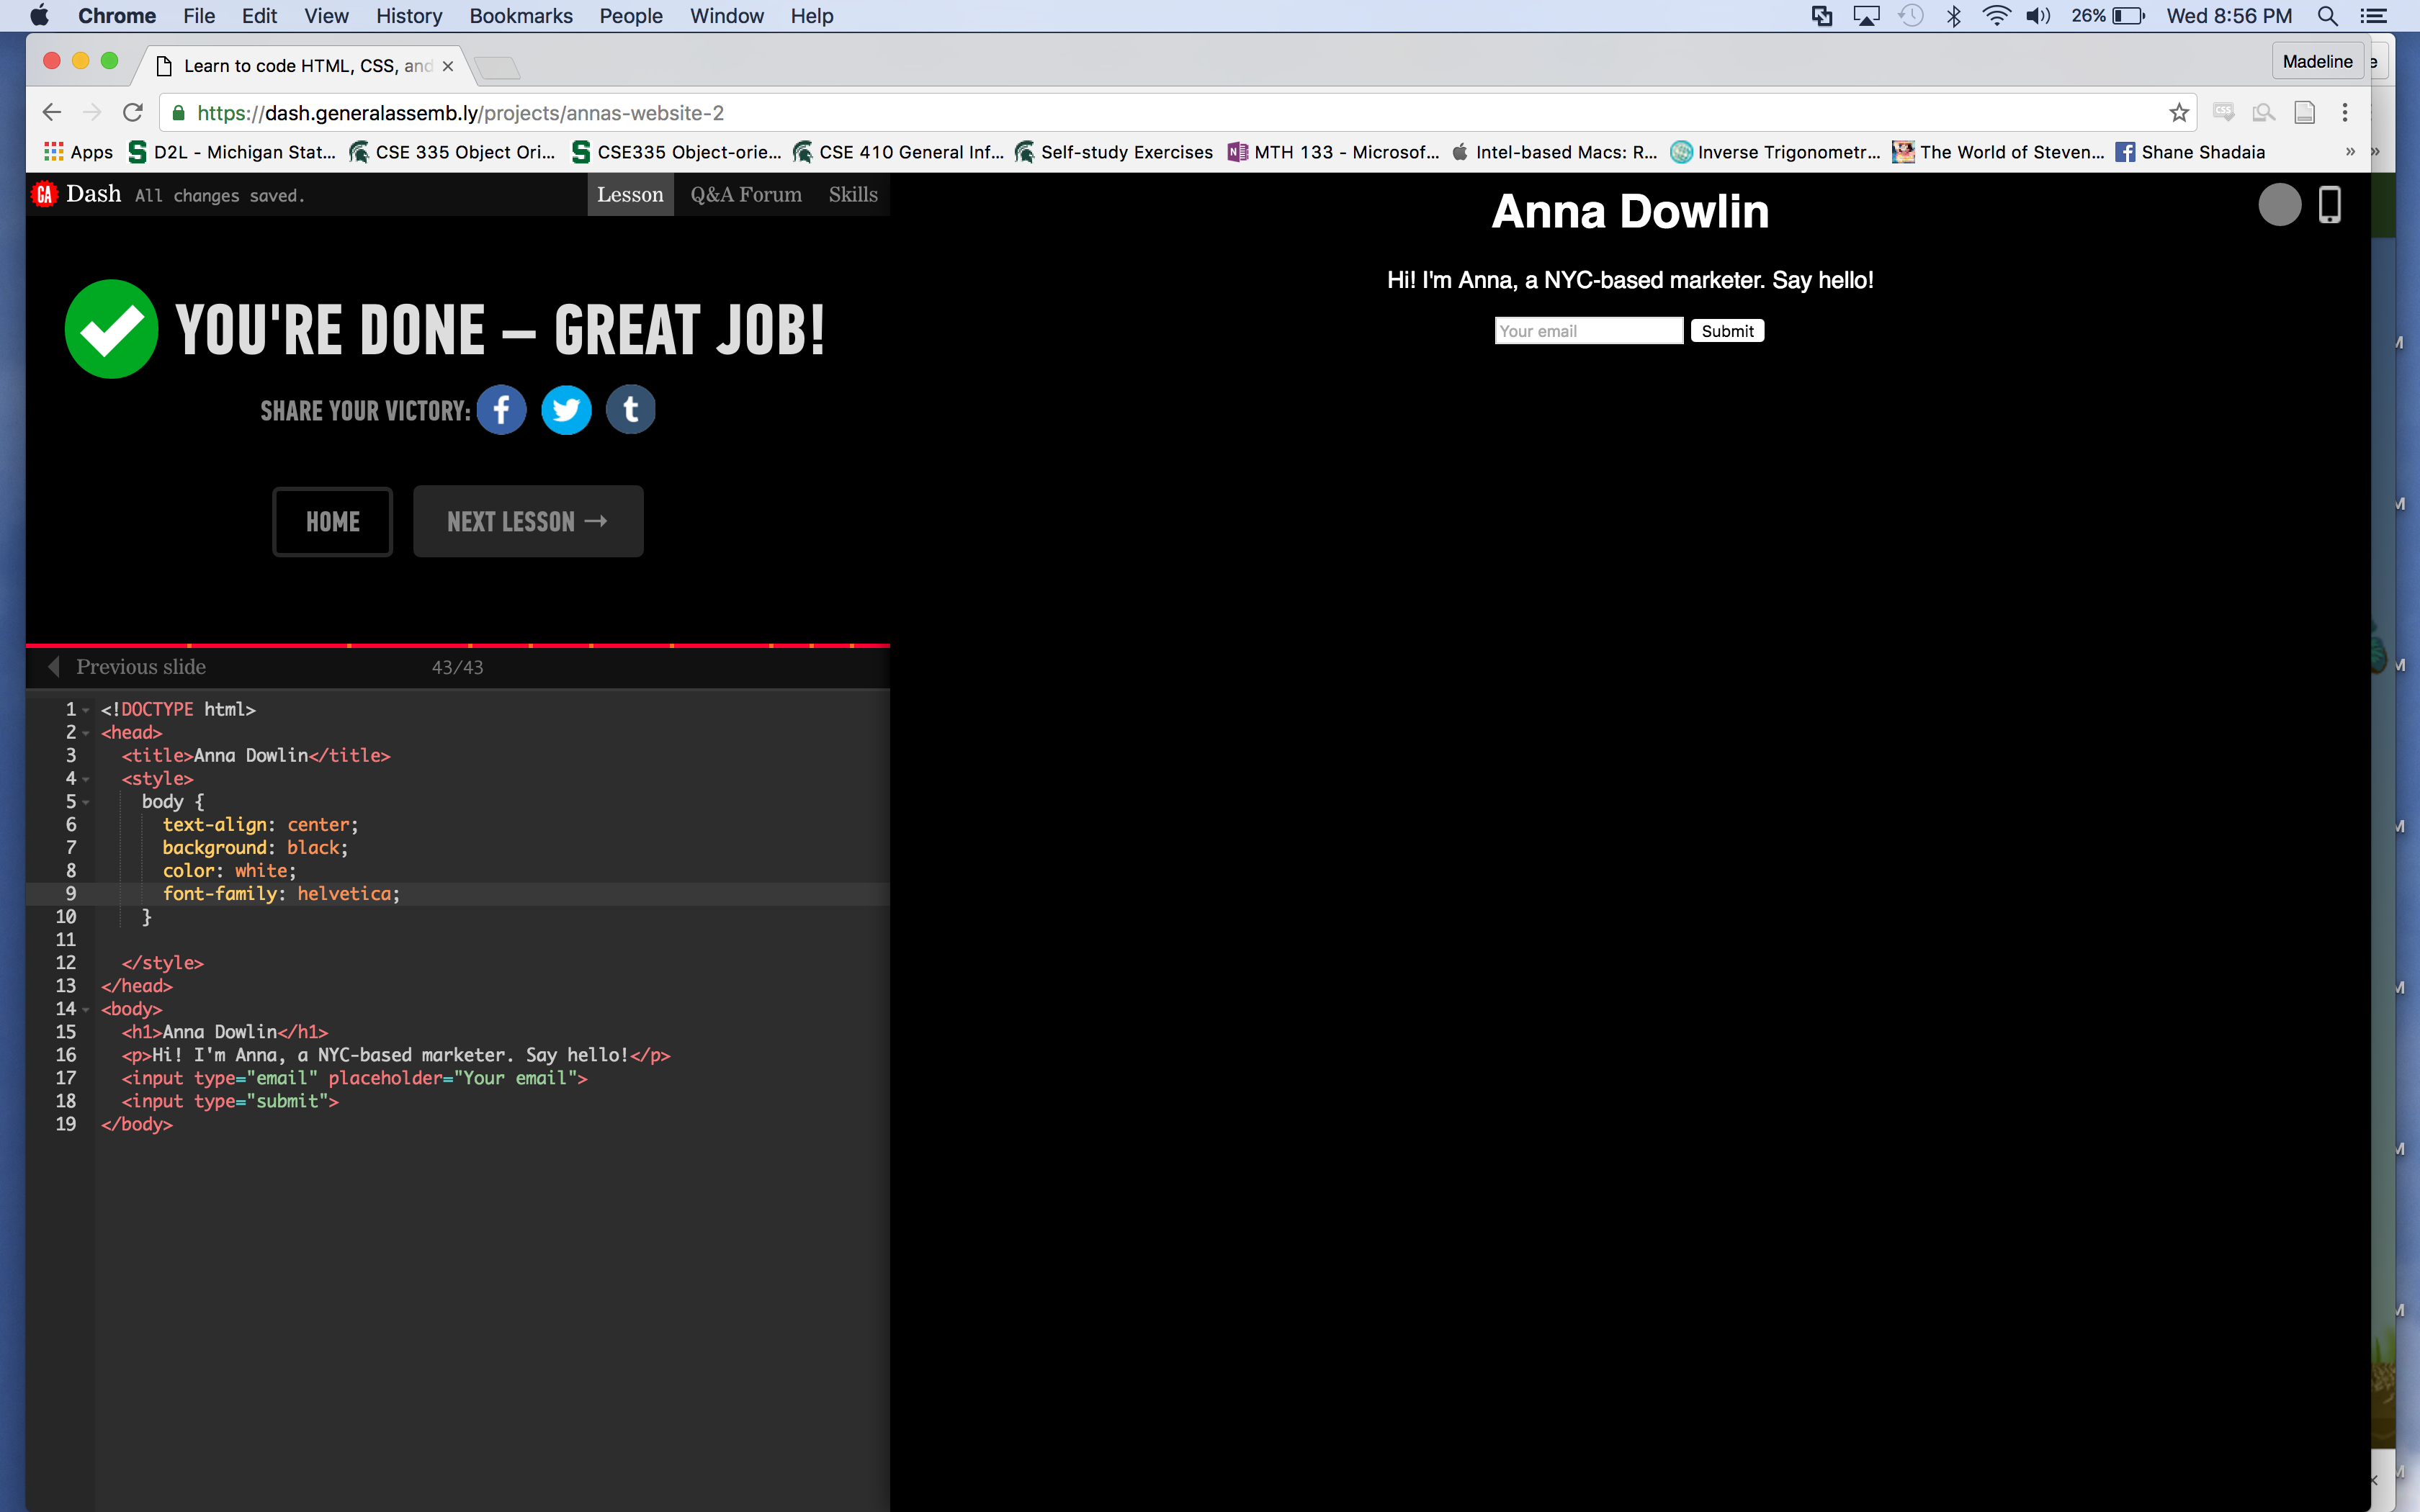 Chrome File Edit View History Bookmarks People Window Help 26% Wed 8:56 PM
Learn to code HTML, CSS, and Madeline e
https://dash.generalassemb.ly/projects/annas-website-2
Apps D2L - Michigan Stat... CSE 335 Object Ori... CSE335 Object-orie... CSE 410 General Inf... Self-study Exercises MTH 133 - Microsof... Intel-based Macs: R... Inverse Trigonometr... The World of Steven... Shane Shadaia »
GA Dash All changes saved. Lesson Q&A Forum Skills
YOU'RE DONE — GREAT JOB!
SHARE YOUR VICTORY:
HOME NEXT LESSON →
Previous slide 43/43
1 <!DOCTYPE html>
2 <head>
3 <title>Anna Dowlin</title>
4 <style>
5 body {
6 text-align: center;
7 background: black;
8 color: white;
9 font-family: helvetica;
10 }
11
12 </style>
13 </head>
14 <body>
15 <h1>Anna Dowlin</h1>
16 <p>Hi! I'm Anna, a NYC-based marketer. Say hello!</p>
17 <input type="email" placeholder="Your email">
18 <input type="submit">
19 </body>
Anna Dowlin
Hi! I'm Anna, a NYC-based marketer. Say hello!
Your email Submit